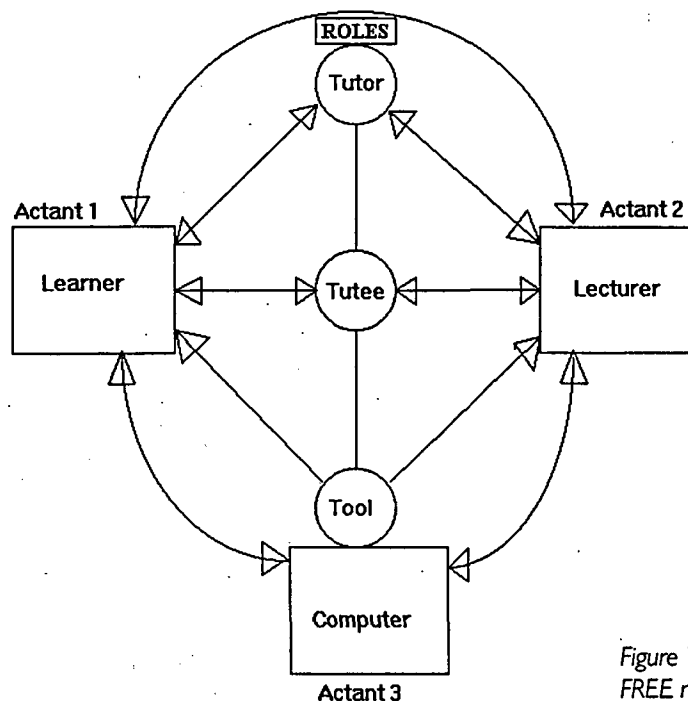 ROLES
Tutor
Actant 1
Actant 2
Learner
Tutee
Lecturer
Tool
Computer
Actant 3
Figure
FREE